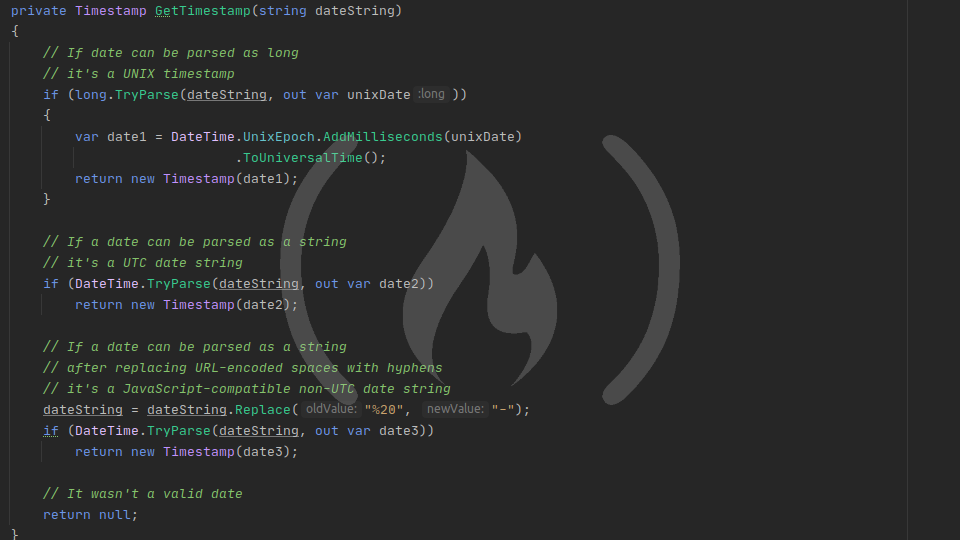 private Timestamp GetTimestamp(string dateString)
{
// If date can be parsed as long
// it's a UNIX timestamp
if (long.TryParse(dateString, out var unixDate :long ))
{
var date1 = DateTime.UnixEpoch.AddMilliseconds(unixDate)
.ToUniversalTime();
return new Timestamp(date1);
}
// If a date can be parsed as a string
// it's a UTC date string
if (DateTime.TryParse(dateString, out var date2))
return new Timestamp(date2);
// If a date can be parsed as a string
// after replacing URL-encoded spaces with hyphens
// it's a JavaScript-compatible non-UTC date string
dateString = dateString.Replace( oldValue: "%20", newValue: "-");
if (DateTime.TryParse(dateString, out var date3))
return new Timestamp(date3);
// It wasn't a valid date
return null;
}